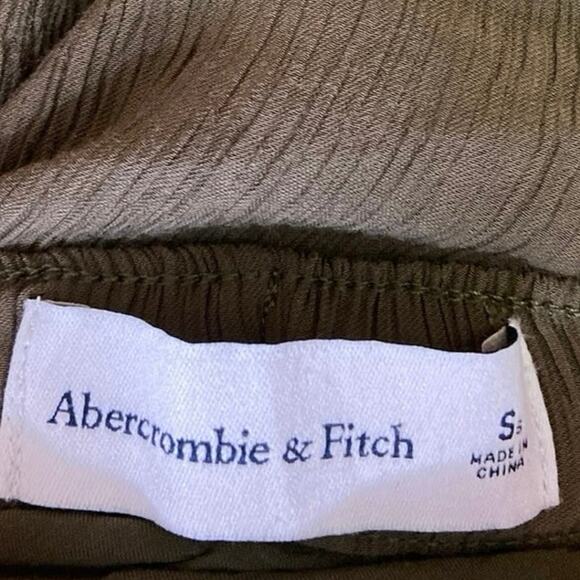 Abercrombie & Fitch
S S
MADE IN
CHINA